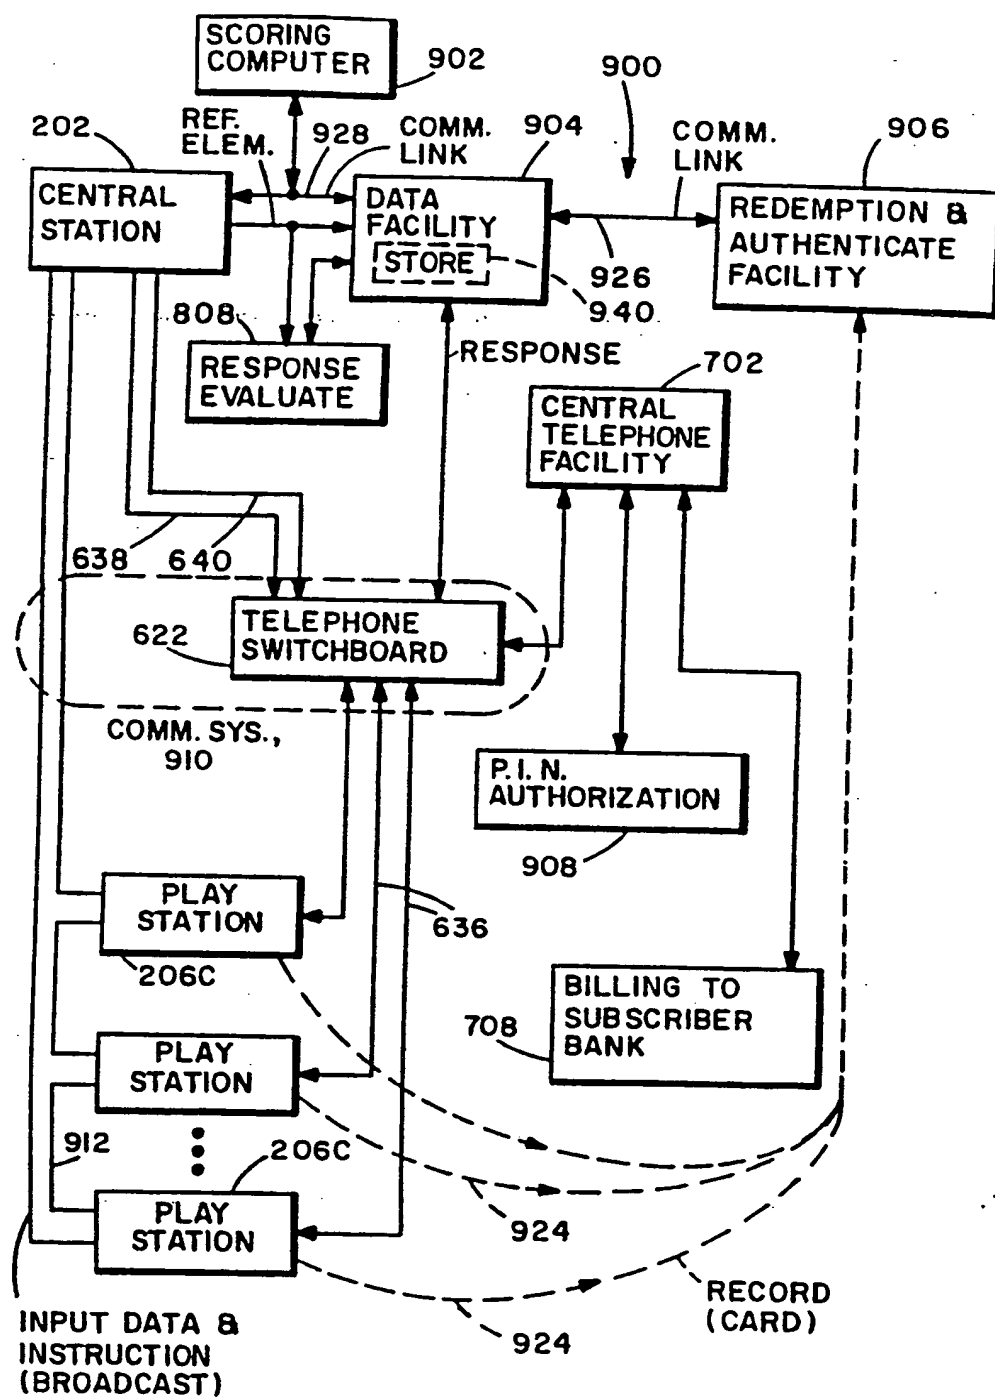 SCORING
COMPUTER
902
900
202
REF.
ELEM.
928
COMM.
LINK
904
COMM.
LINK
906
CENTRAL
STATION
DATA
FACILITY
STORE
926
940
REDEMPTION &
AUTHENTICATE
FACILITY
808
RESPONSE
EVALUATE
RESPONSE
702
CENTRAL
TELEPHONE
FACILITY
638
640
622
TELEPHONE
SWITCHBOARD
COMM. SYS.,
910
P.I.N.
AUTHORIZATION
908
PLAY
STATION
206C
636
BILLING TO
SUBSCRIBER
BANK
708
PLAY
STATION
912
206C
PLAY
STATION
924
924
RECORD
(CARD)
INPUT DATA &
INSTRUCTION
(BROADCAST)